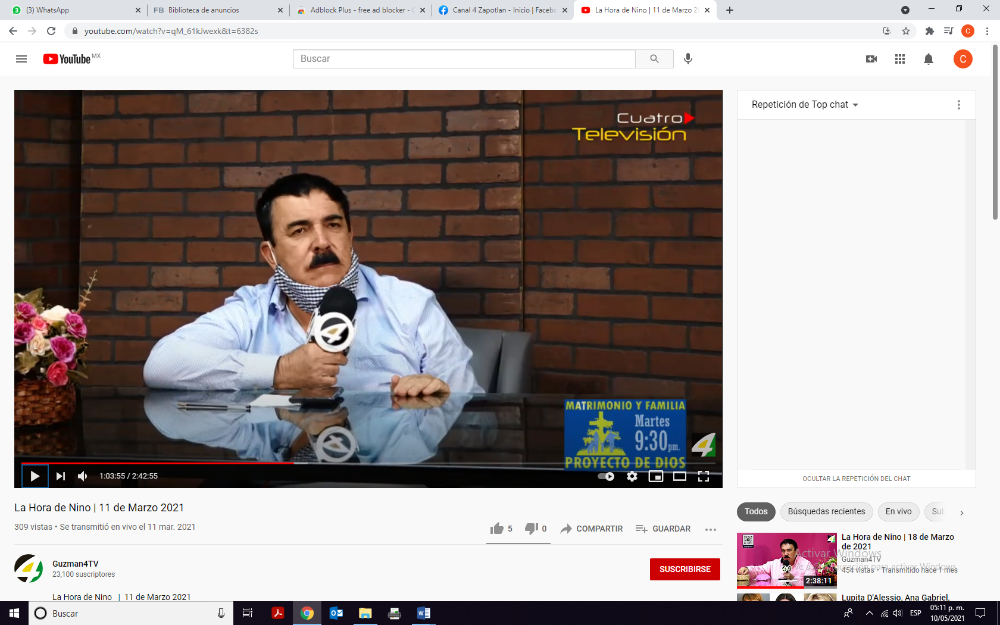 (3) WhatsApp
FB Biblioteca de anuncios
Adblock Plus - free ad blocker -
Canal 4 Zapotlan - Inicio | Facebo
La Hora de Nino | 11 de Marzo 2
youtube.com/watch?v=qM_61kJwexk&t=6382s
C
YouTube MX
Buscar
C
Cuatro
Televisión
MATRIMONIO Y FAMILIA
Martes
9:30 pm.
PROYECTO DE DIOS
4
4
1:03:55 / 2:42:55
Repetición de Top chat
OCULTAR LA REPETICIÓN DEL CHAT
La Hora de Nino | 11 de Marzo 2021
309 vistas • Se transmitió en vivo el 11 mar. 2021
5
0
COMPARTIR
GUARDAR
Guzman4TV
23,100 suscriptores
SUSCRIBIRSE
La Hora de Nino | 11 de Marzo 2021
Todos
Búsquedas recientes
En vivo
Sub
La Hora de Nino | 18 de Marzo
de 2021
Guzman4TV
454 vistas • Transmitido hace 1 mes
2:38:11
Activar Windows
para activar Windows.
Lupita D'Alessio, Ana Gabriel,
Buscar
ESP
05:11 p. m.
10/05/2021